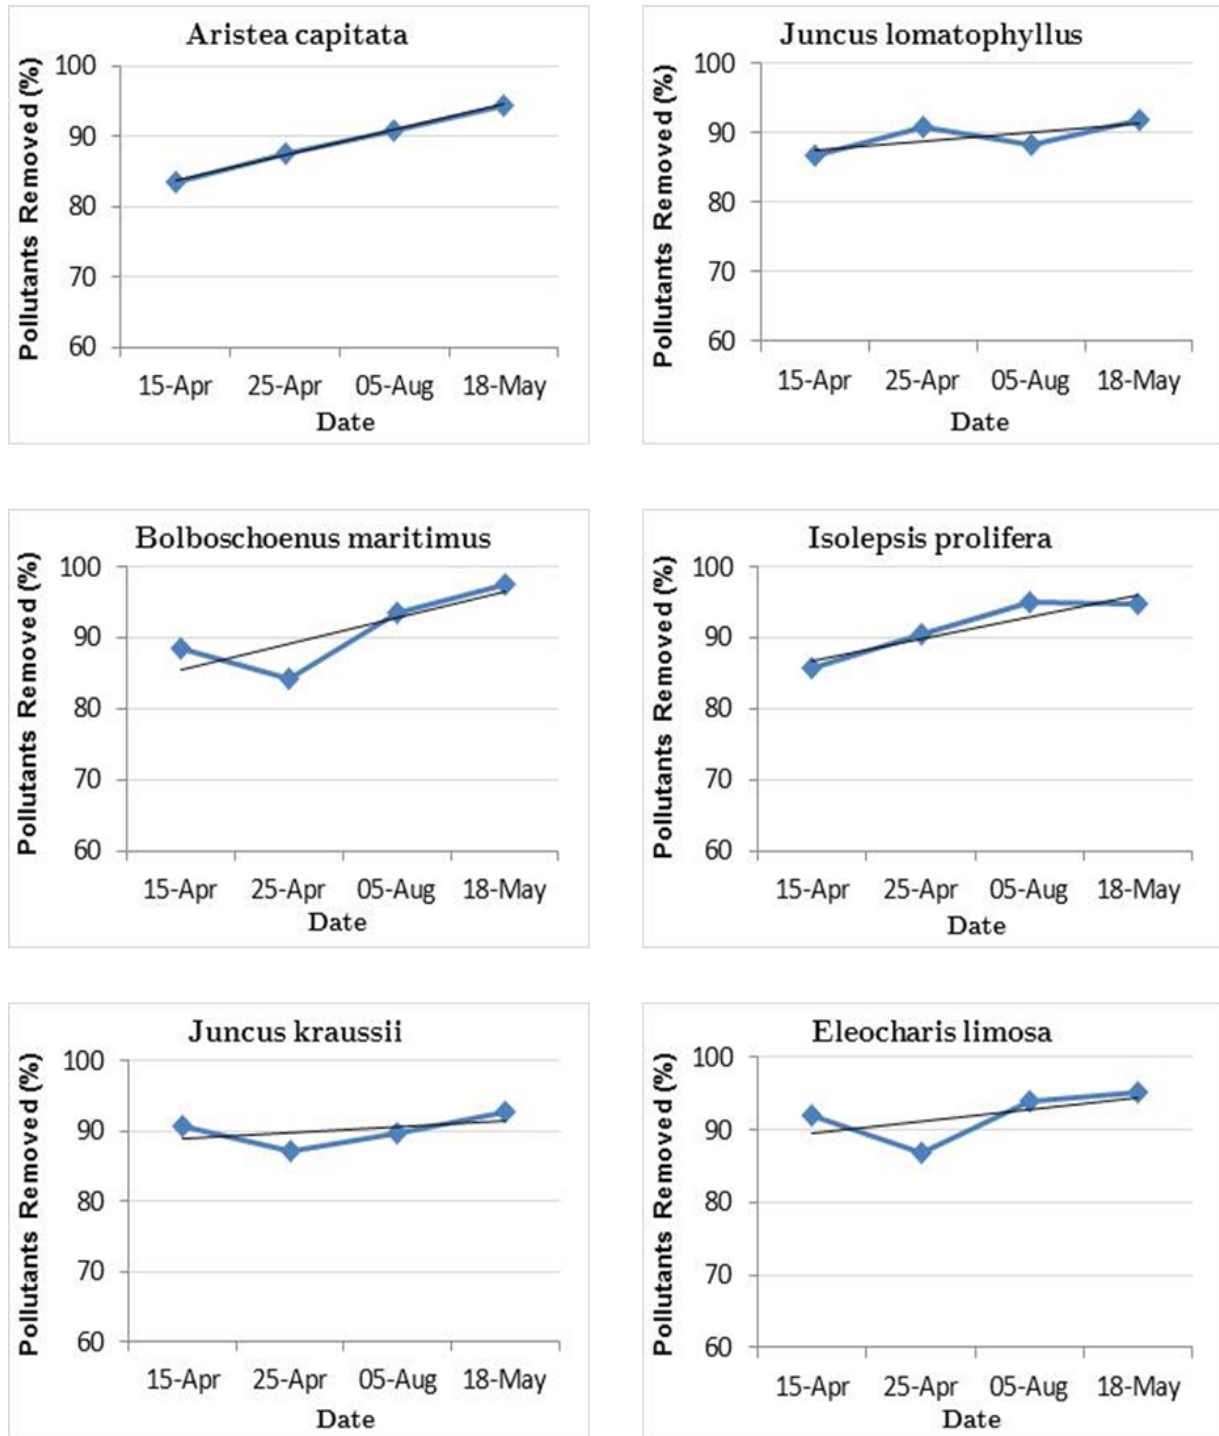 Aristea capitata
Pollutants Removed (%)
100
90
80
70
60
15-Apr 25-Apr 05-Aug 18-May
Date
Juncus lomatophyllus
Pollutants Removed (%)
100
90
80
70
60
15-Apr 25-Apr 05-Aug 18-May
Date
Bolboschoenus maritimus
Pollutants Removed (%)
100
90
80
70
60
15-Apr 25-Apr 05-Aug 18-May
Date
Isolepsis prolifera
Pollutants Removed (%)
100
90
80
70
60
15-Apr 25-Apr 05-Aug 18-May
Date
Juncus kraussii
Pollutants Removed (%)
100
90
80
70
60
15-Apr 25-Apr 05-Aug 18-May
Date
Eleocharis limosa
Pollutants Removed (%)
100
90
80
70
60
15-Apr 25-Apr 05-Aug 18-May
Date